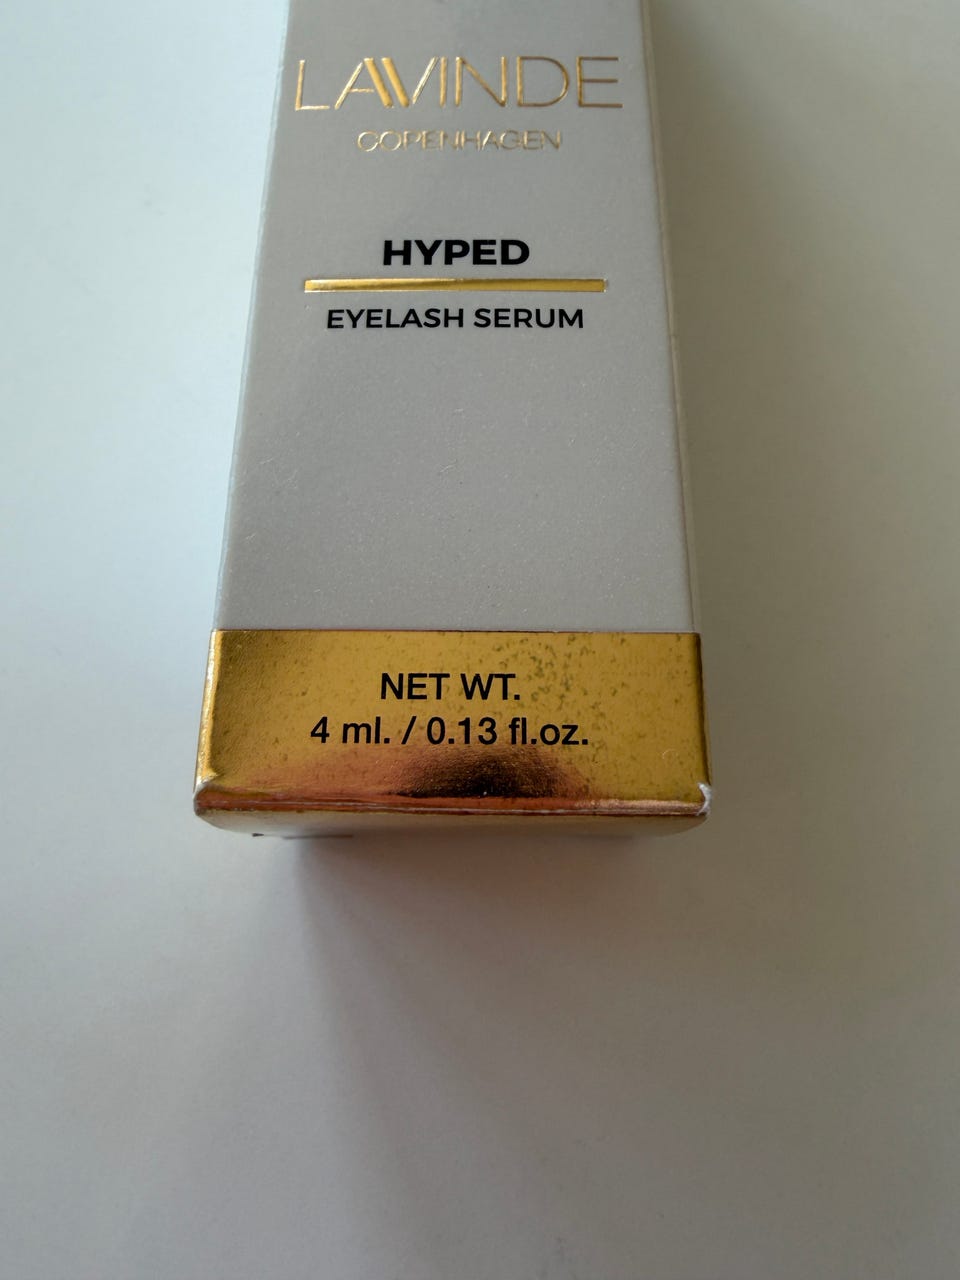 LAVINDE
COPENHAGEN
HYPED
EYELASH SERUM
NET WT.
4 ml. / 0.13 fl.oz.